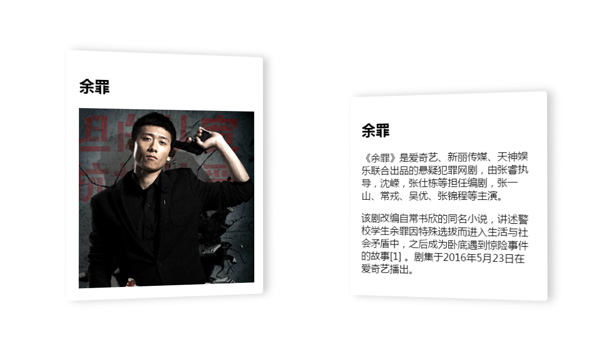 余罪
余罪
《余罪》是爱奇艺、新丽传媒、天神娱
乐联合出品的悬疑犯罪网剧，由张睿执
导，沈嵘，张仕栋等担任编剧，张一
山、常戎、吴优、张锦程等主演。
该剧改编自常书欣的同名小说，讲述警
校学生余罪因特殊选拔而进入生活与社
会矛盾中，之后成为卧底遇到惊险事件
的故事[1] 。剧集于2016年5月23日在
爱奇艺播出。